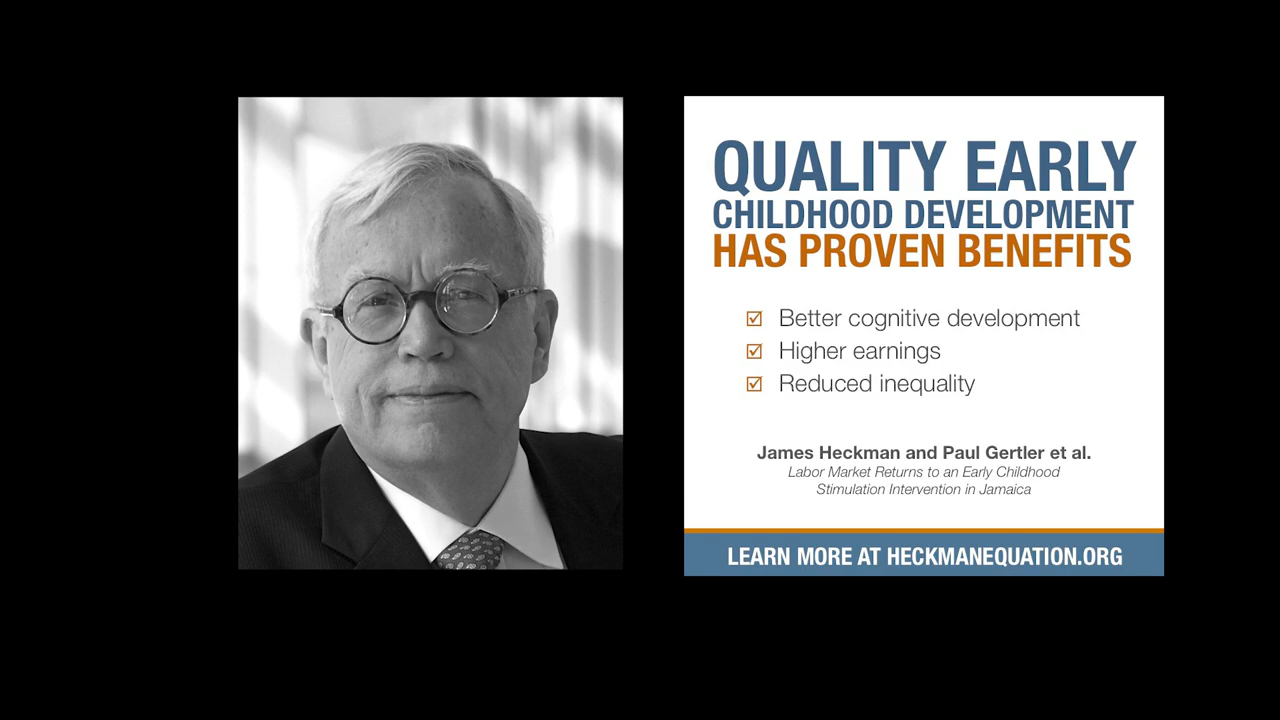 QUALITY EARLY
CHILDHOOD DEVELOPMENT
HAS PROVEN BENEFITS
Better cognitive development
Higher earnings
Reduced inequality
James Heckman and Paul Gertler et al.
Labor Market Returns to an Early Childhood
Stimulation Intervention in Jamaica
LEARN MORE AT HECKMANEQUATION.ORG